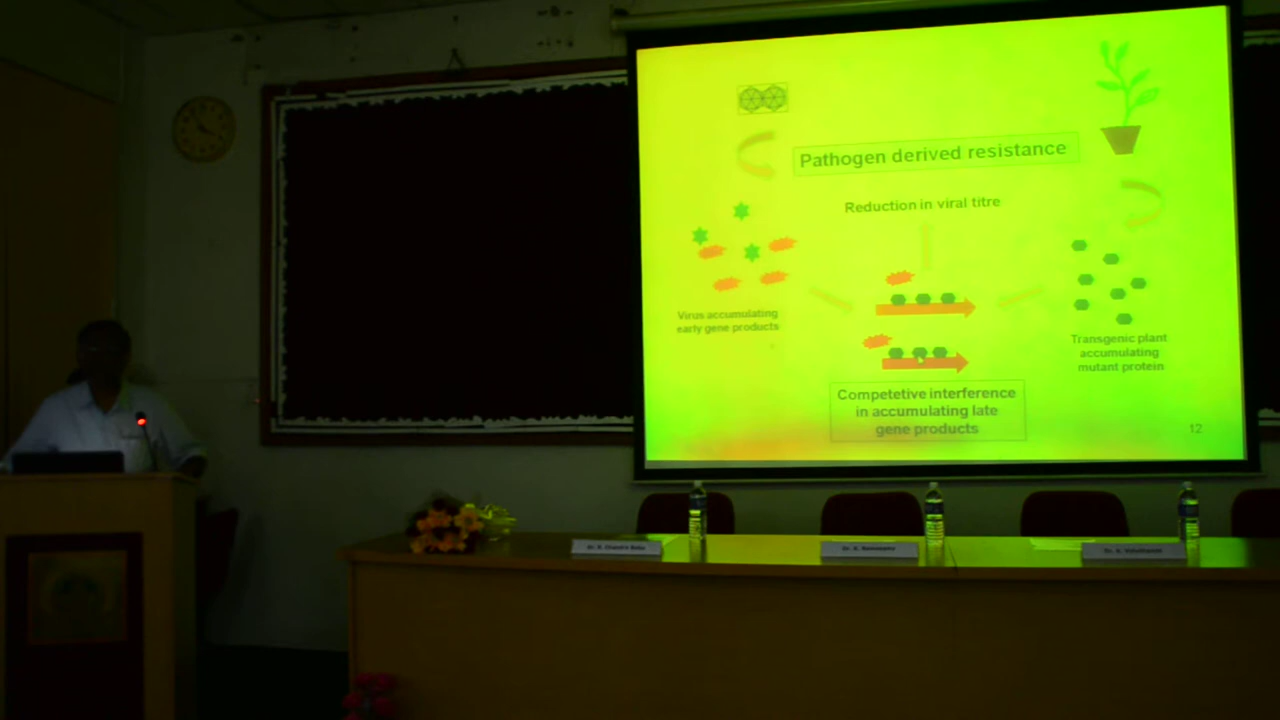 Pathogen derived resistance
Reduction in viral titre
Virus accumulating
early gene products
Transgenic plant
accumulating
mutant protein
Competetive interference
in accumulating late
gene products
12